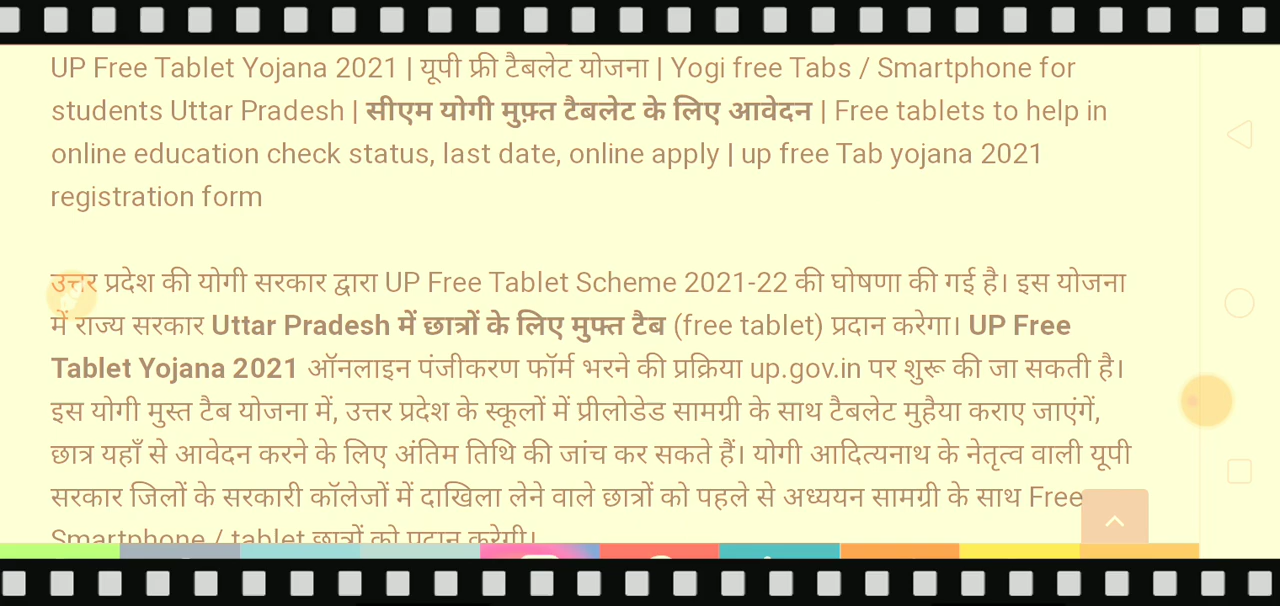 UP Free Tablet Yojana 2021 | यूपी फ्री टैबलेट योजना | Yogi free Tabs / Smartphone for
students Uttar Pradesh | सीएम योगी मुफ़्त टैबलेट के लिए आवेदन | Free tablets to help in
online education check status, last date, online apply | up free Tab yojana 2021
registration form
उत्तर प्रदेश की योगी सरकार द्वारा UP Free Tablet Scheme 2021-22 की घोषणा की गई है। इस योजना
में राज्य सरकार Uttar Pradesh में छात्रों के लिए मुफ्त टैब (free tablet) प्रदान करेगा। UP Free
Tablet Yojana 2021 ऑनलाइन पंजीकरण फॉर्म भरने की प्रक्रिया up.gov.in पर शुरू की जा सकती है।
इस योगी मुस्त टैब योजना में, उत्तर प्रदेश के स्कूलों में प्रीलोडेड सामग्री के साथ टैबलेट मुहैया कराए जाएंगें,
छात्र यहाँ से आवेदन करने के लिए अंतिम तिथि की जांच कर सकते हैं। योगी आदित्यनाथ के नेतृत्व वाली यूपी
सरकार जिलों के सरकारी कॉलेजों में दाखिला लेने वाले छात्रों को पहले से अध्ययन सामग्री के साथ Free
Smartphone / tablet छात्रों को प्रदान करेगी।